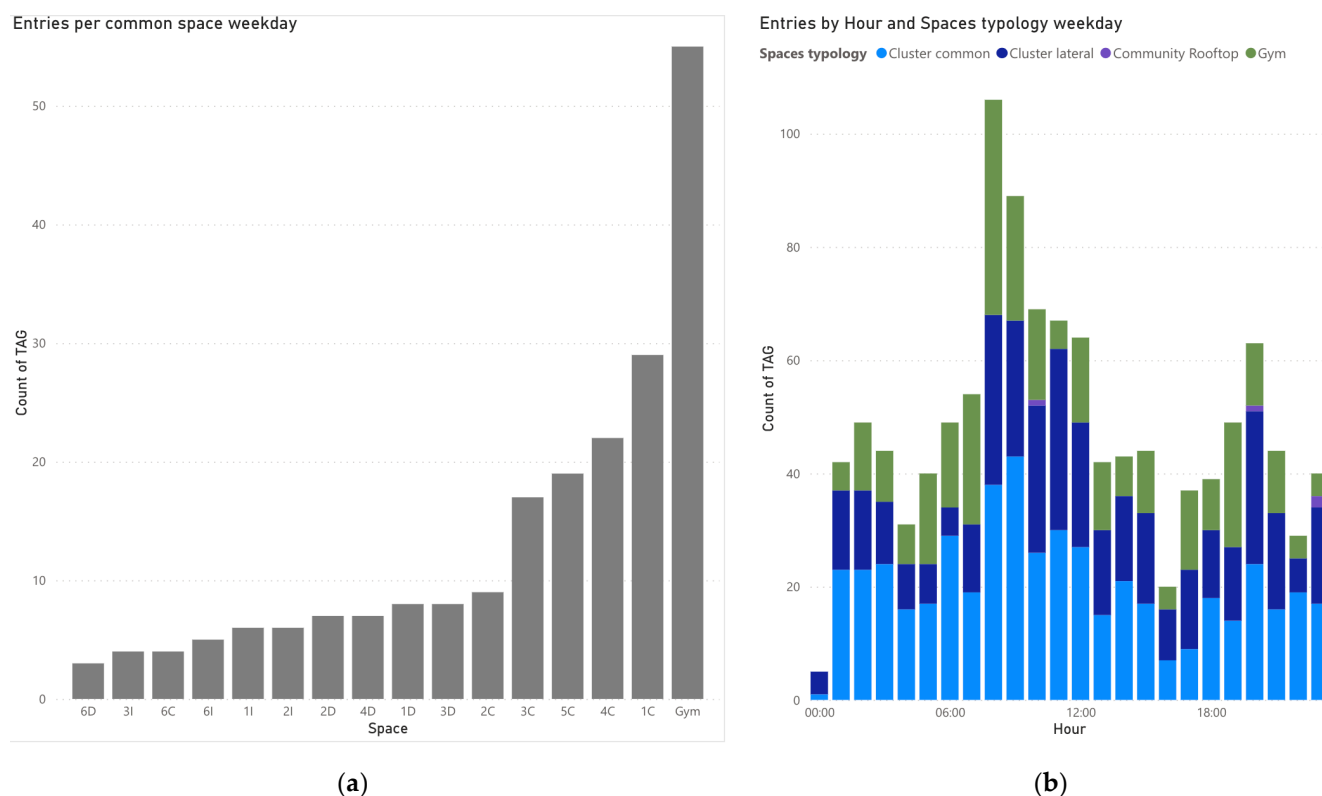 Entries per common space weekday
50
40
30
20
10
0
Count of TAG
6D 3I 6C 6I 1I 2I 2D 4D 1D 3D 2C 3C 5C 4C 1C Gym
Space
(a)
Entries by Hour and Spaces typology weekday
Spaces typology Cluster common Cluster lateral Community Rooftop Gym
100
80
60
40
20
0
Count of TAG
00:00 06:00 12:00 18:00
Hour
(b)